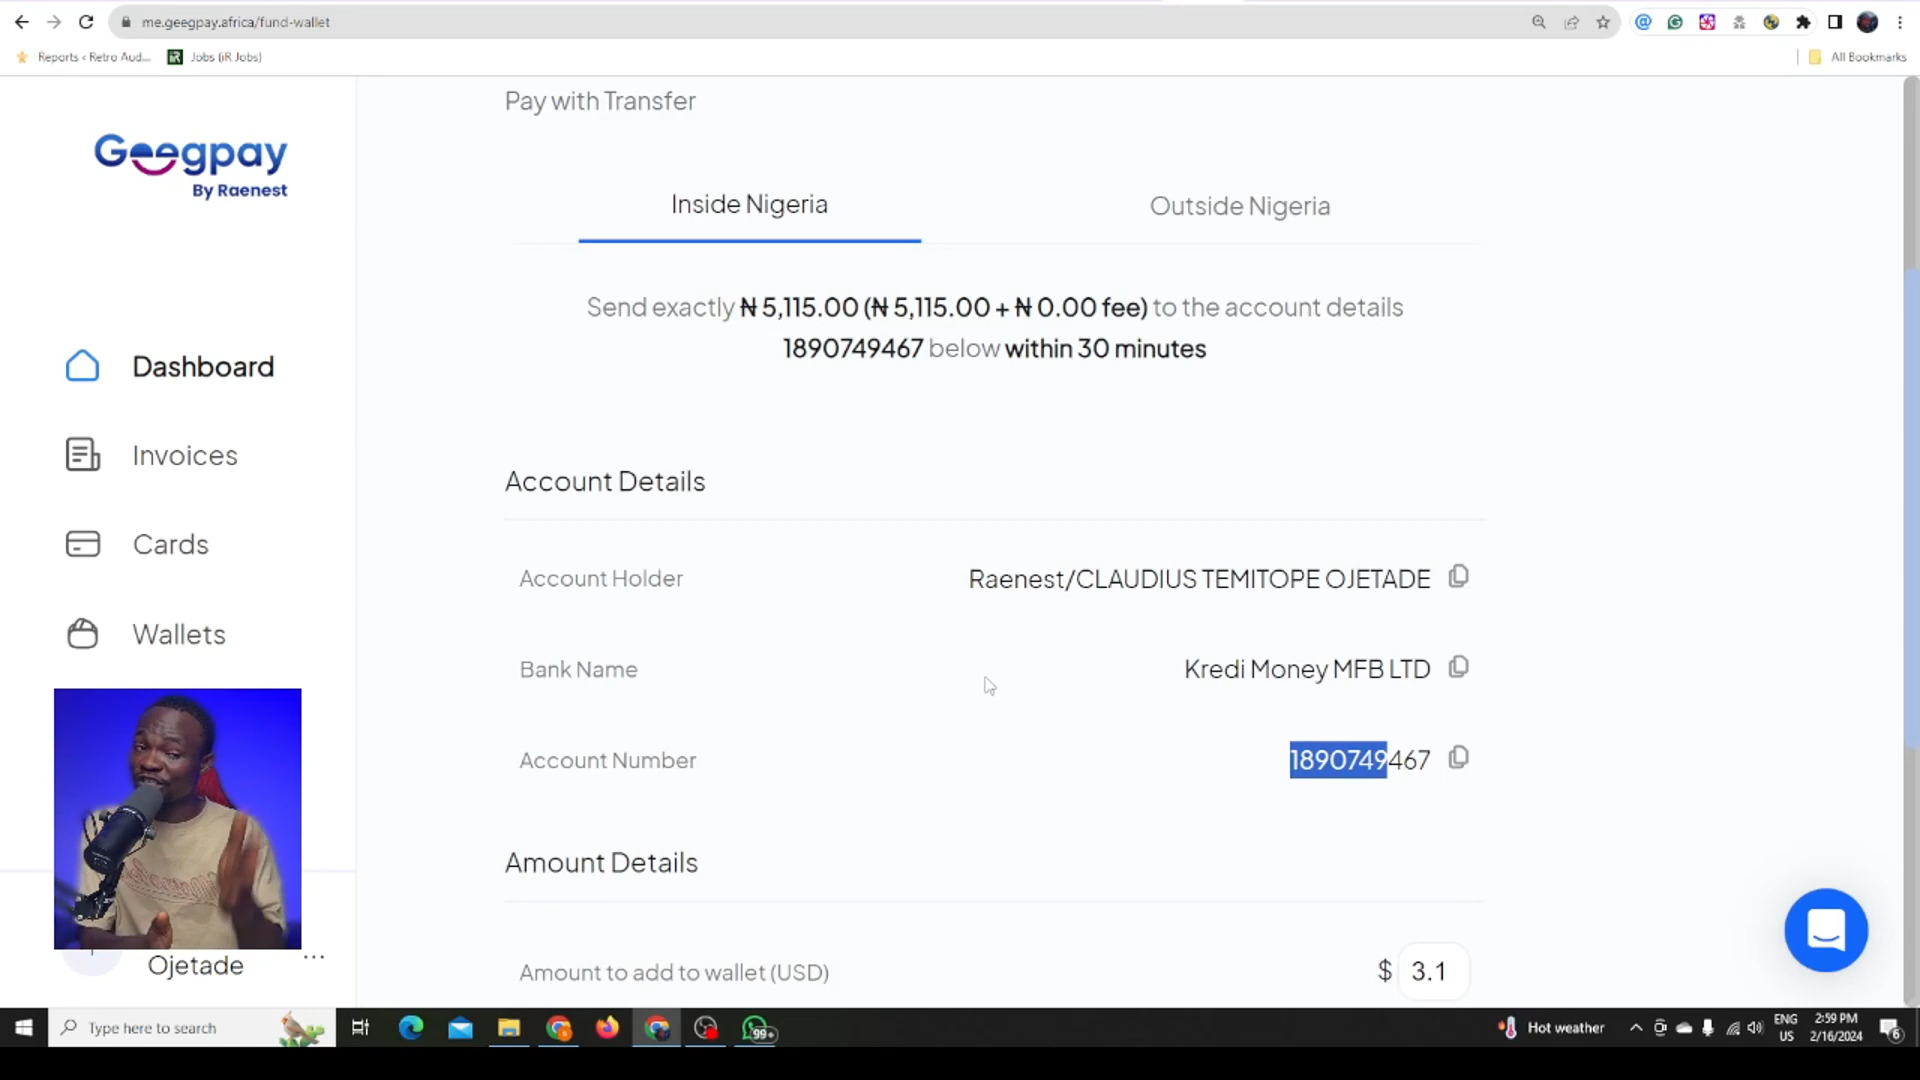 me.geegpay.africa/fund-wallet
Reports ‹ Retro Aud...
Jobs (iR Jobs)
All Bookmarks
Geegpay
By Raenest
Dashboard
Invoices
Cards
Wallets
Ojetade
...
Pay with Transfer
Inside Nigeria
Outside Nigeria
Send exactly ₦ 5,115.00 (₦ 5,115.00 + ₦ 0.00 fee) to the account details
1890749467 below within 30 minutes
Account Details
Account Holder
Raenest/CLAUDIUS TEMITOPE OJETADE
Bank Name
Kredi Money MFB LTD
Account Number
1890749467
Amount Details
Amount to add to wallet (USD)
$ 3.1
Type here to search
99+
Hot weather
ENG
US
2:59 PM
2/16/2024
6